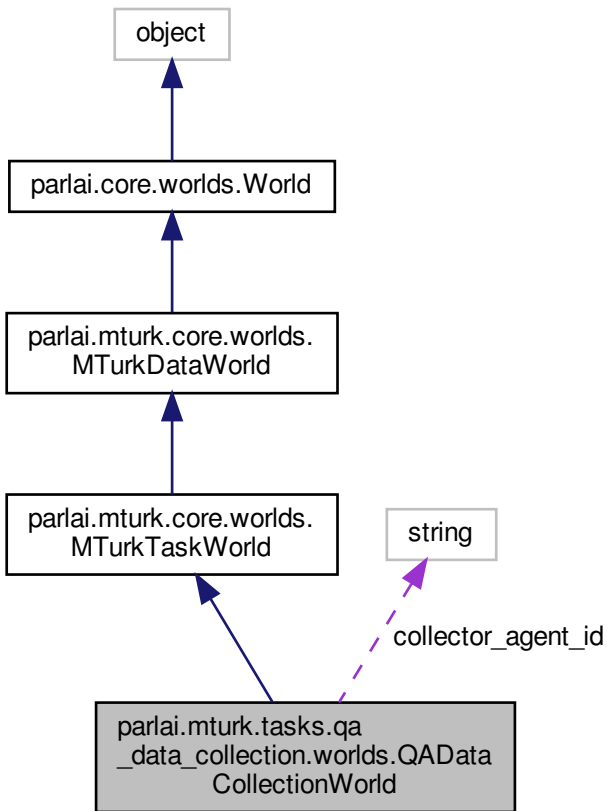 object
parlai.core.worlds.World
parlai.mturk.core.worlds.
MTurkDataWorld
parlai.mturk.core.worlds.
MTurkTaskWorld
string
collector_agent_id
parlai.mturk.tasks.qa
_data_collection.worlds.QAData
CollectionWorld